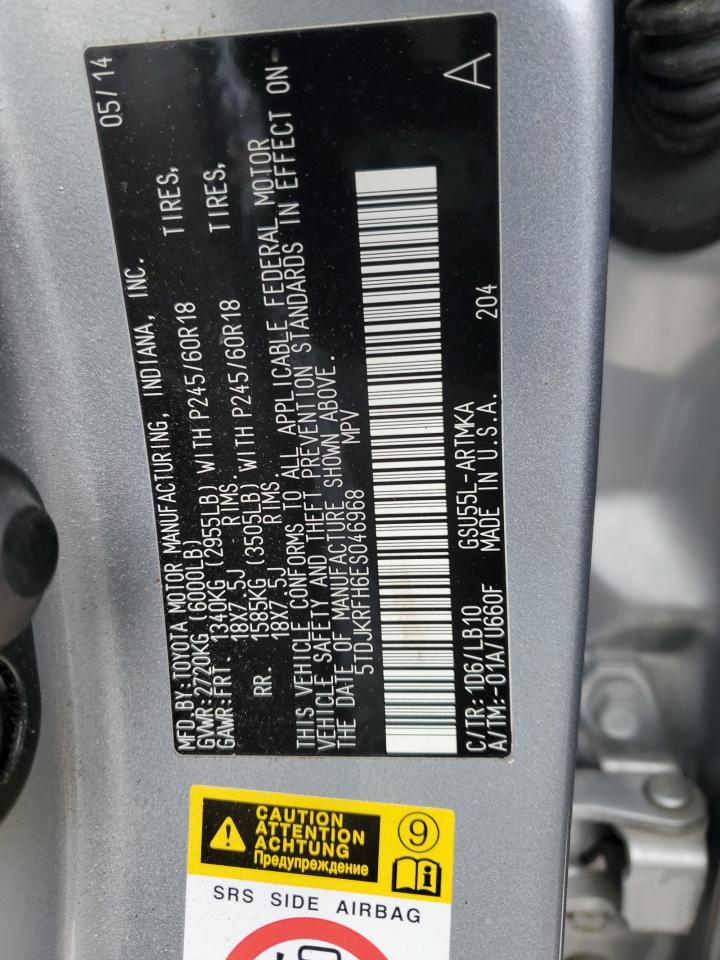 MFD.BY:TOYOTA MOTOR MANUFACTURING, INDIANA, INC. 05/14
GVWR:2720KG (6000LB)
GAWR:FRT. 1340KG (2955LB) WITH P245/60R18 TIRES,
18X7.5J RIMS.
RR. 1585KG (3505LB) WITH P245/60R18 TIRES,
18X7.5J RIMS.
THIS VEHICLE CONFORMS TO ALL APPLICABLE FEDERAL MOTOR
VEHICLE SAFETY AND THEFT PREVENTION STANDARDS IN EFFECT ON
THE DATE OF MANUFACTURE SHOWN ABOVE.
5TDJKRFH6ES046968 MPV
C/TR:1D6/LB10 GSU55L-ARTMKA 204
A/TM:-01A/U660F MADE IN U.S.A. A
CAUTION
ATTENTION
ACHTUNG
Предупреждение
9
SRS SIDE AIRBAG